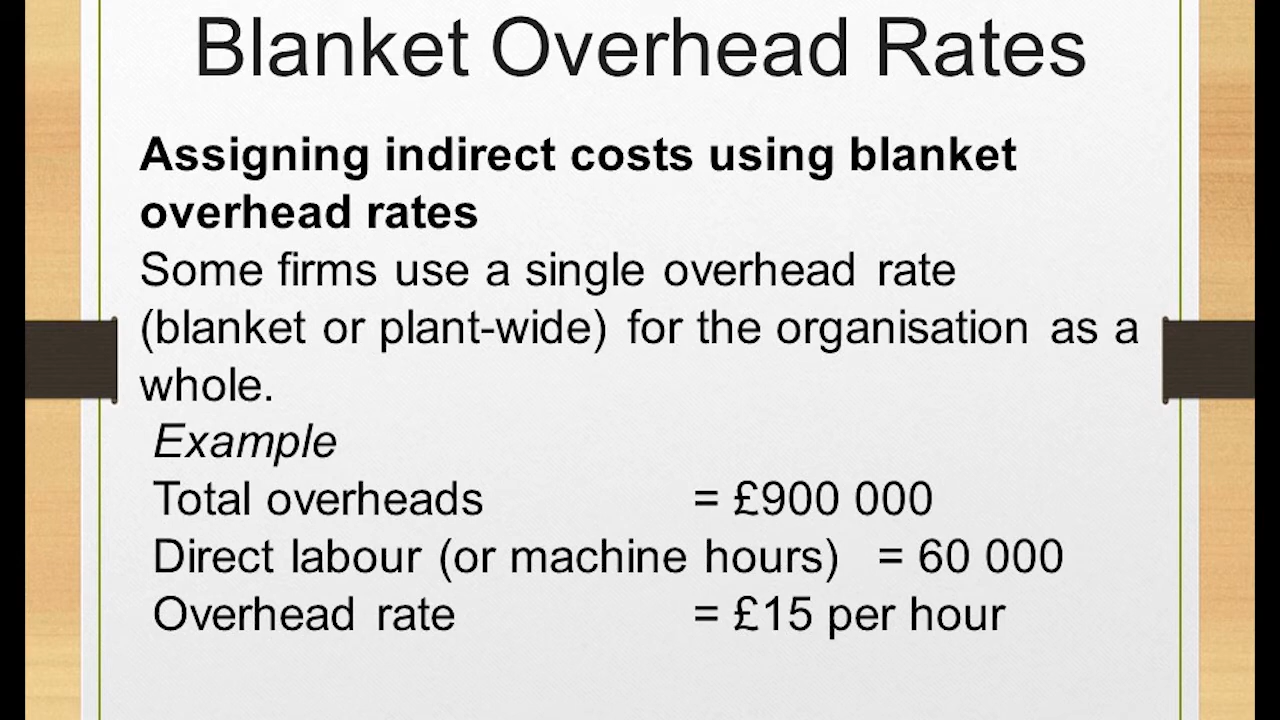 Blanket Overhead Rates
Assigning indirect costs using blanket
overhead rates
Some firms use a single overhead rate
(blanket or plant-wide) for the organisation as a
whole.
Example
Total overheads = £900 000
Direct labour (or machine hours) = 60 000
Overhead rate = £15 per hour